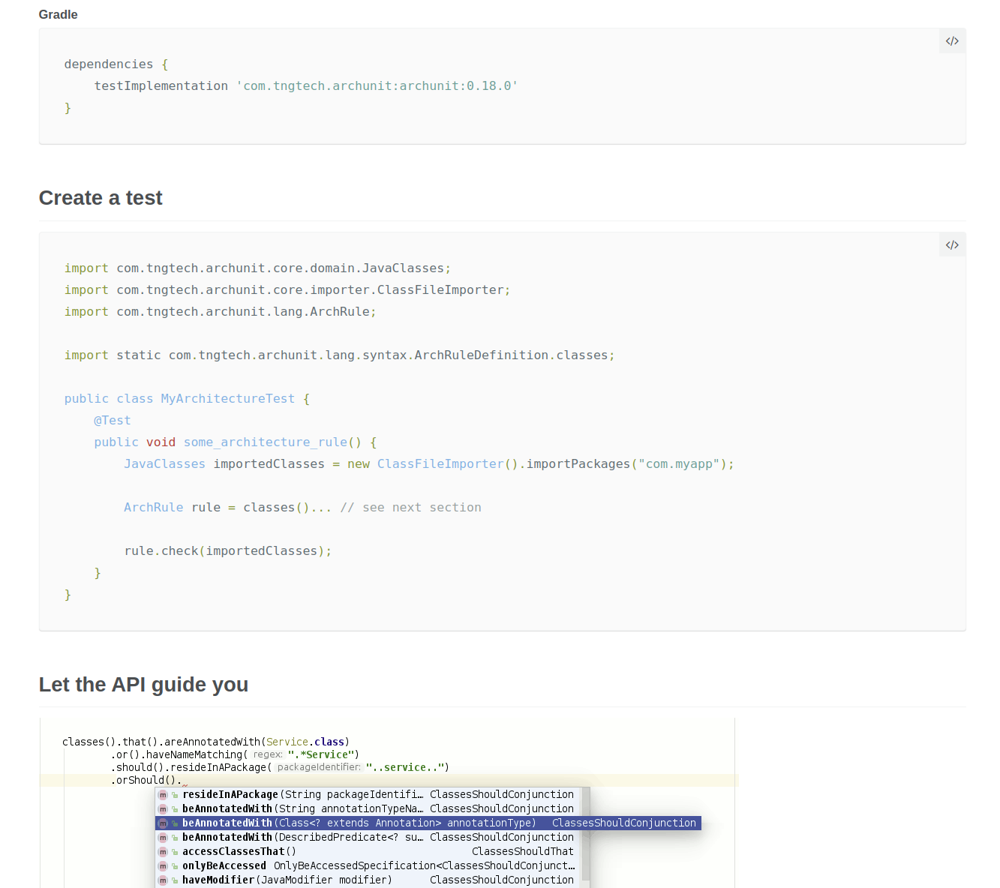 Gradle
</>
dependencies {
    testImplementation 'com.tngtech.archunit:archunit:0.18.0'
}
Create a test
</>
import com.tngtech.archunit.core.domain.JavaClasses;
import com.tngtech.archunit.core.importer.ClassFileImporter;
import com.tngtech.archunit.lang.ArchRule;

import static com.tngtech.archunit.lang.syntax.ArchRuleDefinition.classes;

public class MyArchitectureTest {
    @Test
    public void some_architecture_rule() {
        JavaClasses importedClasses = new ClassFileImporter().importPackages("com.myapp");

        ArchRule rule = classes()... // see next section

        rule.check(importedClasses);
    }
}
Let the API guide you
classes().that().areAnnotatedWith(Service.class)
        .or().haveNameMatching( regex: ".*Service")
        .should().resideInAPackage( packageIdentifier: "..service..")
        .orShould().
m resideInAPackage(String packageIdentifi… ClassesShouldConjunction
m beAnnotatedWith(String annotationTypeNa… ClassesShouldConjunction
m beAnnotatedWith(Class<? extends Annotation> annotationType) ClassesShouldConjunction
m beAnnotatedWith(DescribedPredicate<? su… ClassesShouldConjunction
m accessClassesThat() ClassesShouldThat
m onlyBeAccessed OnlyBeAccessedSpecification<ClassesShouldConjunct…
m haveModifier(JavaModifier modifier) ClassesShouldConjunction